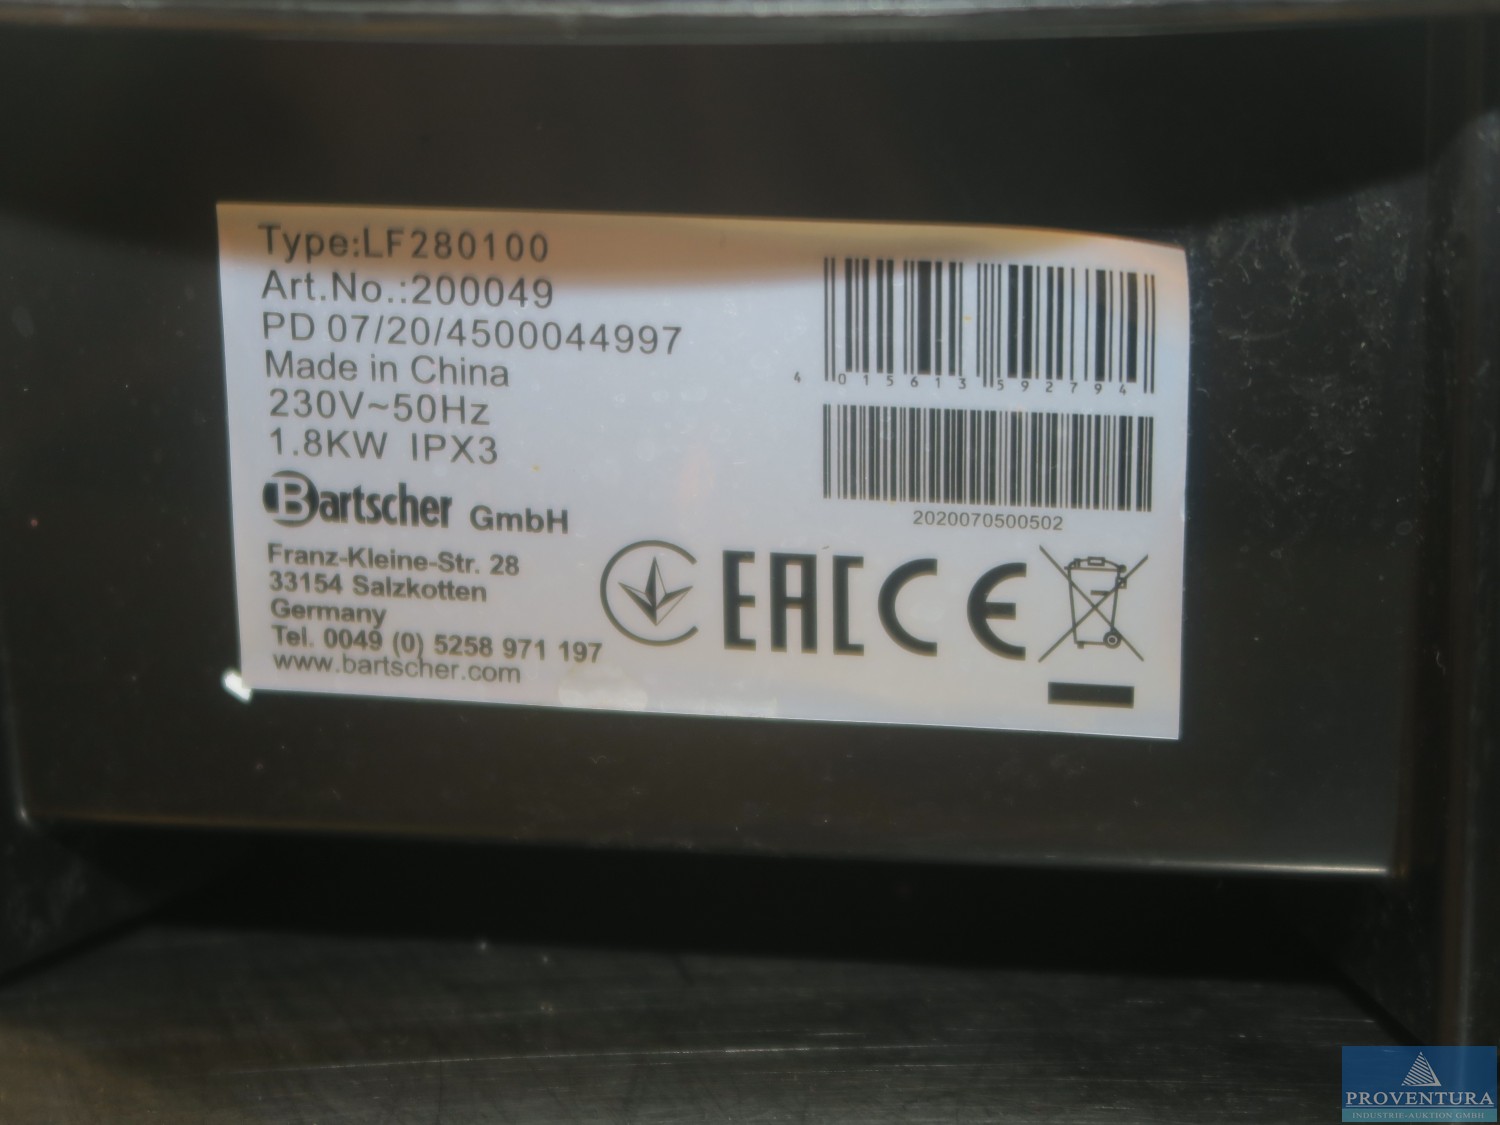 Type:LF280100
Art.No.:200049
PD 07/20/4500044997
Made in China
230V~50Hz
1.8KW IPX3
Bartscher GmbH
Franz-Kleine-Str. 28
33154 Salzkotten
Germany
Tel. 0049 (0) 5258 971 197
www.bartscher.com
4 015613 592794
2020070500502
EAC CE
PROVENTURA
INDUSTRIE-AUKTION GMBH